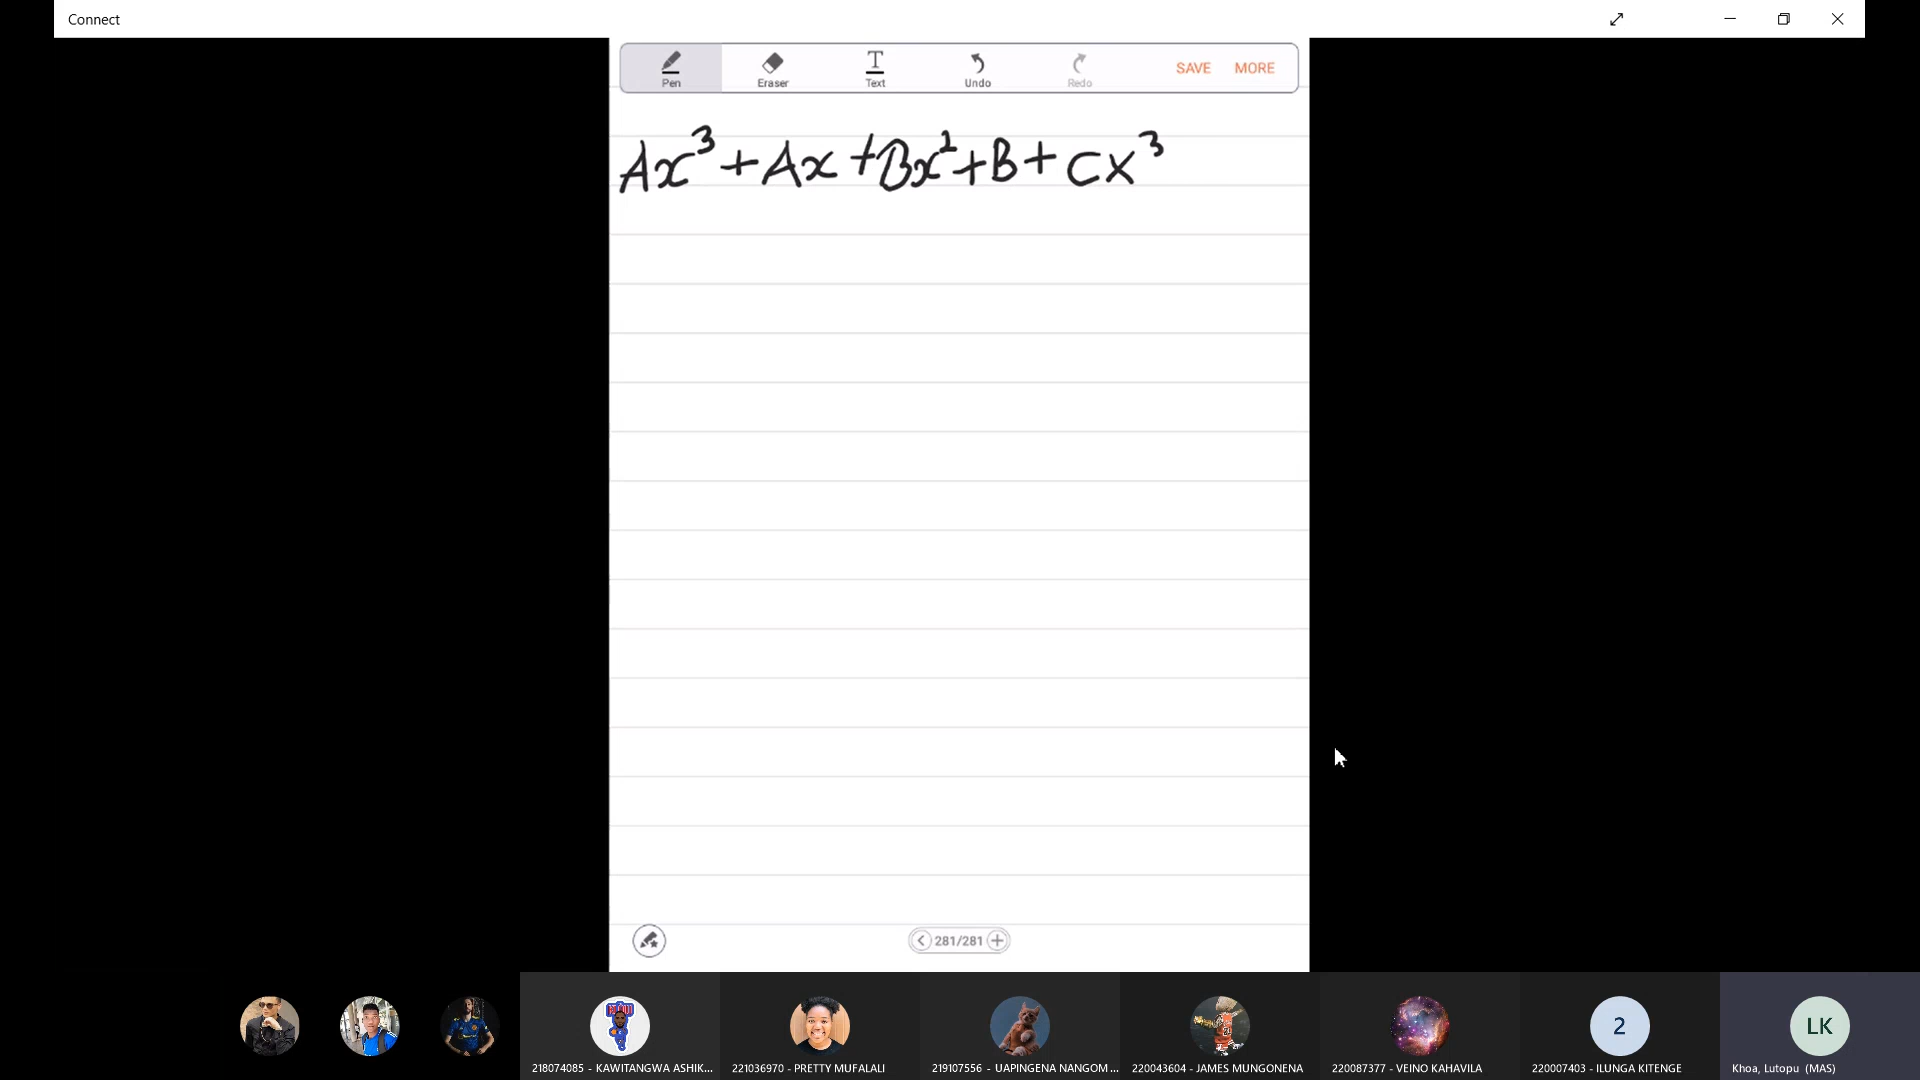 Connect
Pen Eraser Text Undo Redo SAVE MORE
Ax³ + Ax + Bx² + B + Cx³
281/281
218074085 - KAWITANGWA ASHIK...
221036970 - PRETTY MUFALALI
219107556 - UAPINGENA NANGOM ...
220043604 - JAMES MUNGONENA
220087377 - VEINO KAHAVILA
2
220007403 - ILUNGA KITENGE
LK
Khoa, Lutopu (MAS)